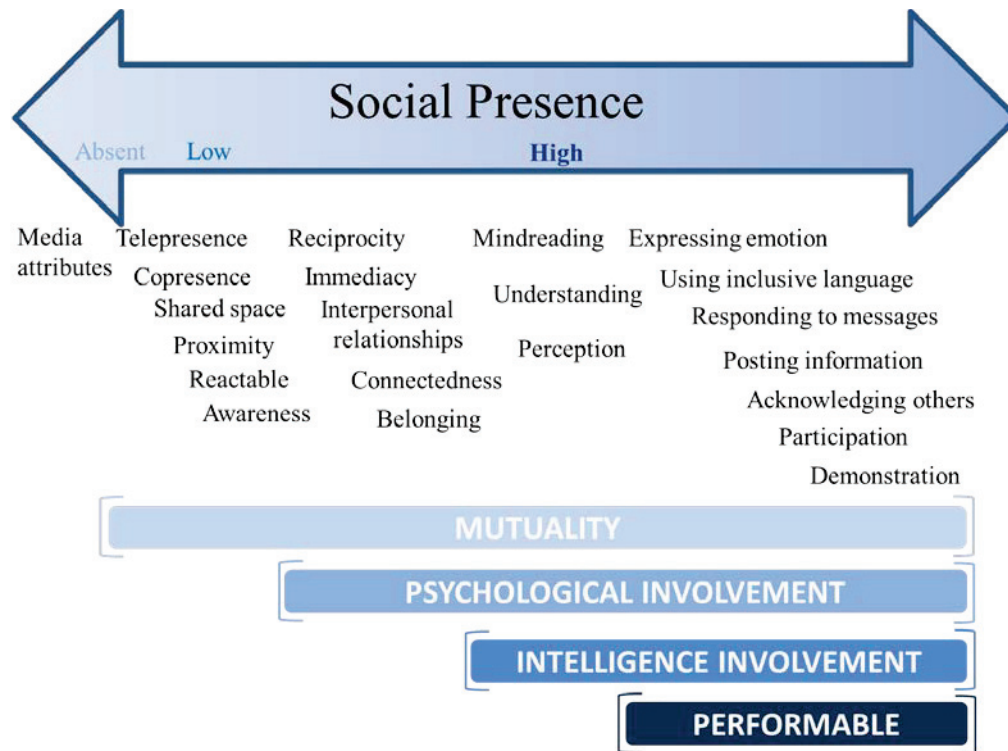 Social Presence
Absent Low High
Media attributes
Telepresence
Copresence
Shared space
Proximity
Reactable
Awareness
Reciprocity
Immediacy
Interpersonal
relationships
Connectedness
Belonging
Mindreading
Understanding
Perception
Expressing emotion
Using inclusive language
Responding to messages
Posting information
Acknowledging others
Participation
Demonstration
MUTUALITY
PSYCHOLOGICAL INVOLVEMENT
INTELLIGENCE INVOLVEMENT
PERFORMABLE